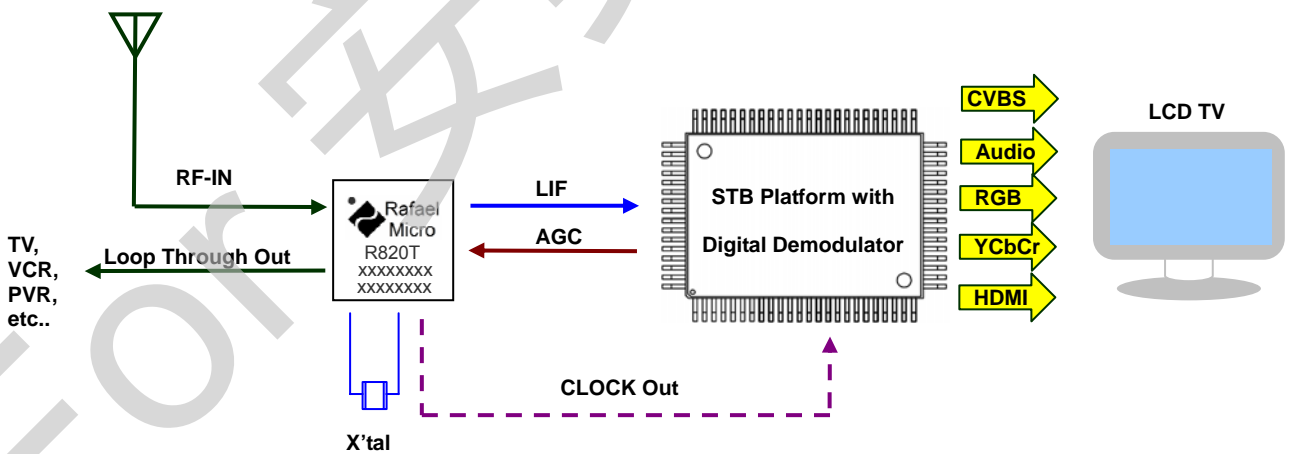 CVBS
LCD TV
Audio
RF-IN
LIF
STB Platform with
RGB
Rafael
Micro
AGC
Digital Demodulator
YCbCr
TV,
VCR,
PVR,
etc..
Loop Through Out
R820T
XXXXXXXX
XXXXXXXX
HDMI
CLOCK Out
X'tal
For